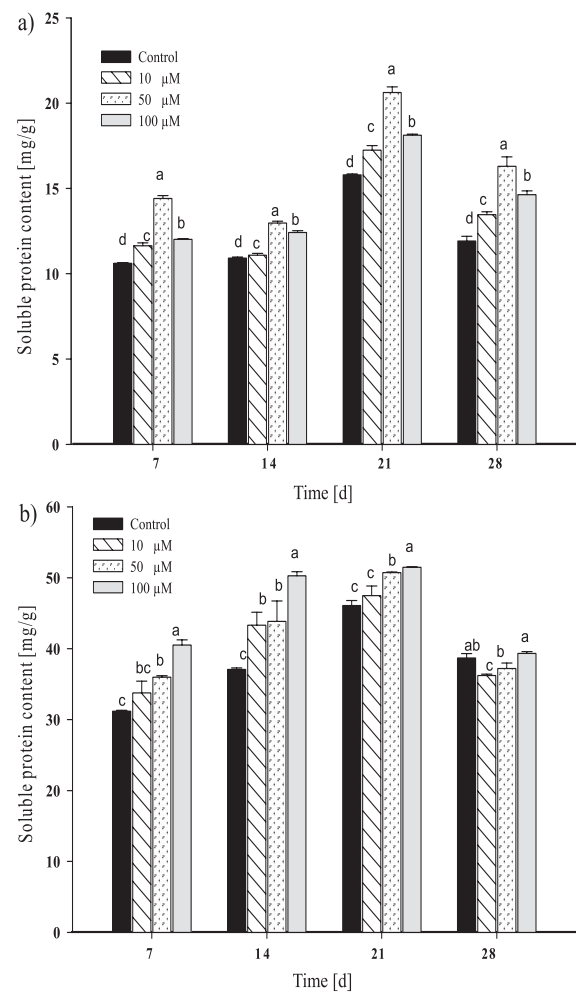 a)
25
Control
10 µM
50 µM
100 µM
20
15
10
5
0
Soluble protein content [mg/g]
d c a b
d c a b
d c a b
d c a b
7 14 21 28
Time [d]
b)
60
Control
10 µM
50 µM
100 µM
50
40
30
20
10
0
Soluble protein content [mg/g]
c bc b a
c b b a
c c b a
ab c b a
7 14 21 28
Time [d]